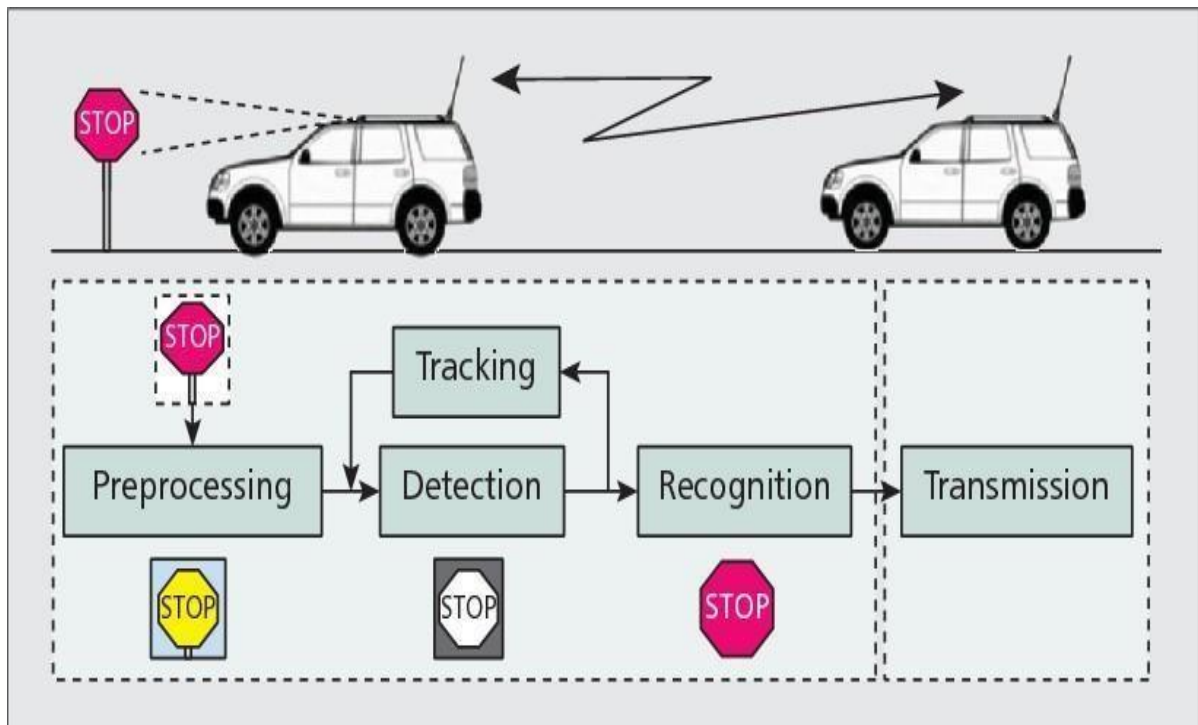 STOP
STOP
Tracking
Preprocessing
Detection
Recognition
Transmission
STOP
STOP
STOP